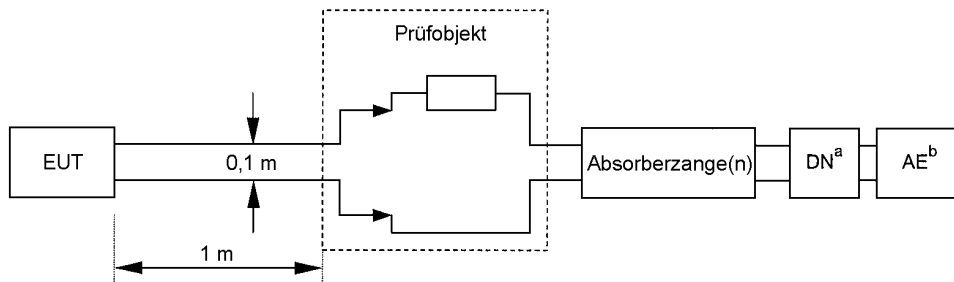 Prüfobjekt
EUT
0,1 m
Absorberzange(n)
DNᵃ
AEᵇ
1 m